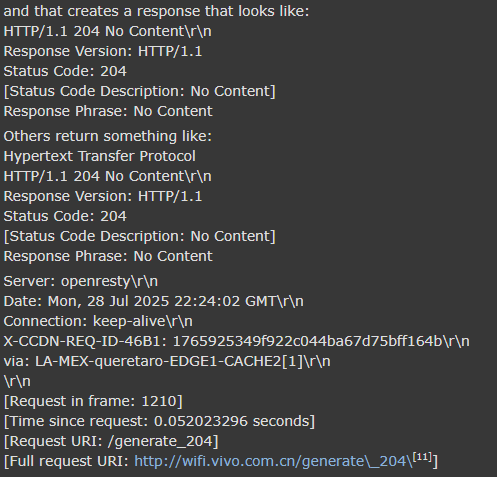 and that creates a response that looks like:
HTTP/1.1 204 No Content\r\n
Response Version: HTTP/1.1
Status Code: 204
[Status Code Description: No Content]
Response Phrase: No Content
Others return something like:
Hypertext Transfer Protocol
HTTP/1.1 204 No Content\r\n
Response Version: HTTP/1.1
Status Code: 204
[Status Code Description: No Content]
Response Phrase: No Content
Server: openresty\r\n
Date: Mon, 28 Jul 2025 22:24:02 GMT\r\n
Connection: keep-alive\r\n
X-CCDN-REQ-ID-46B1: 1765925349f922c044ba67d75bff164b\r\n
via: LA-MEX-queretaro-EDGE1-CACHE2[1]\r\n
\r\n
[Request in frame: 1210]
[Time since request: 0.052023296 seconds]
[Request URI: /generate_204]
[Full request URI: http://wifi.vivo.com.cn/generate\_204\[11]]